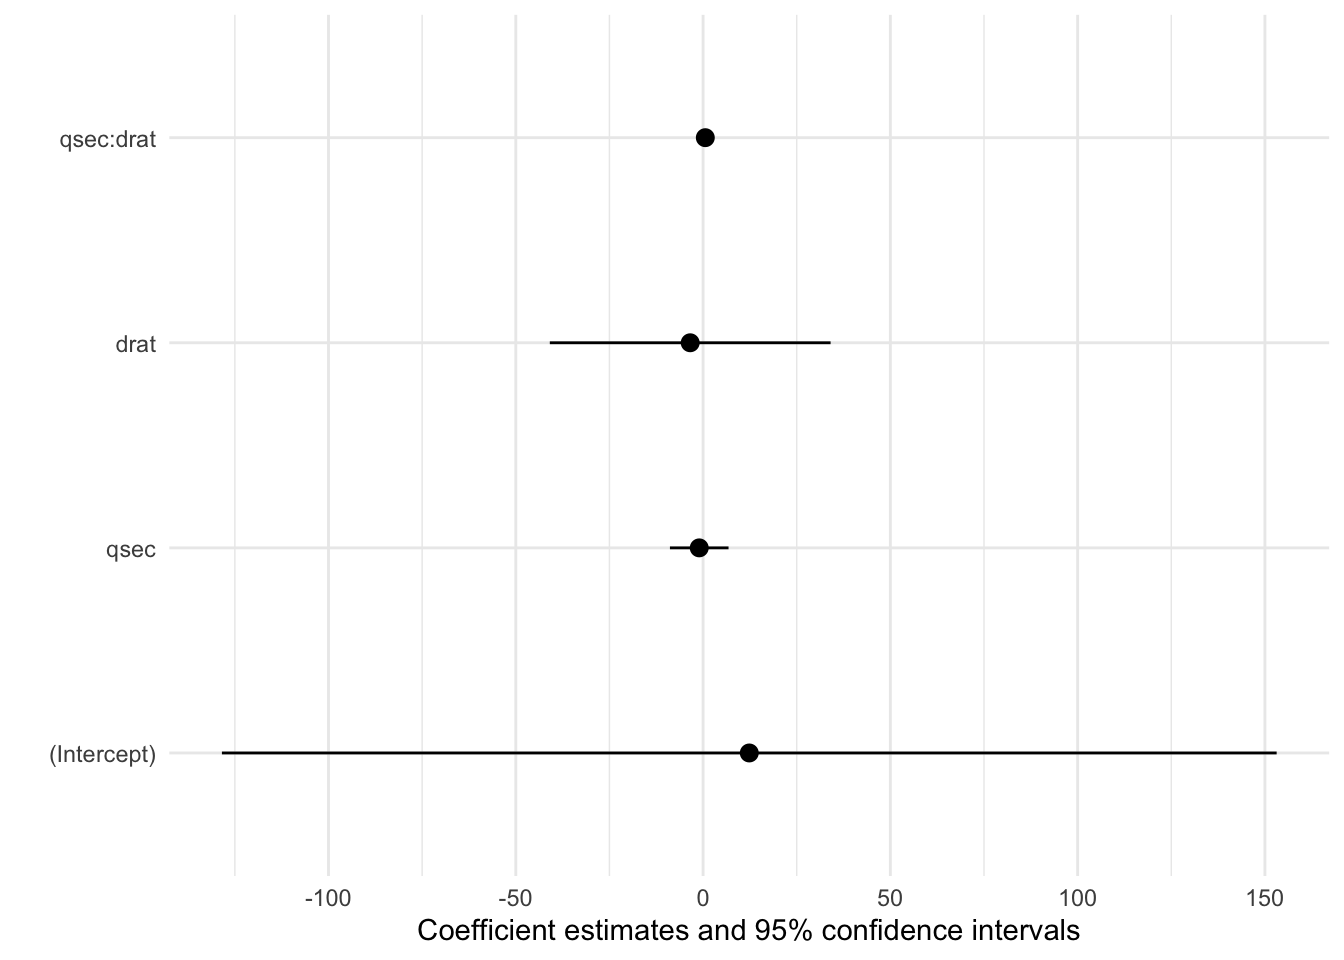 qsec:drat
drat
qsec
(Intercept)
-100 -50 0 50 100 150
Coefficient estimates and 95% confidence intervals